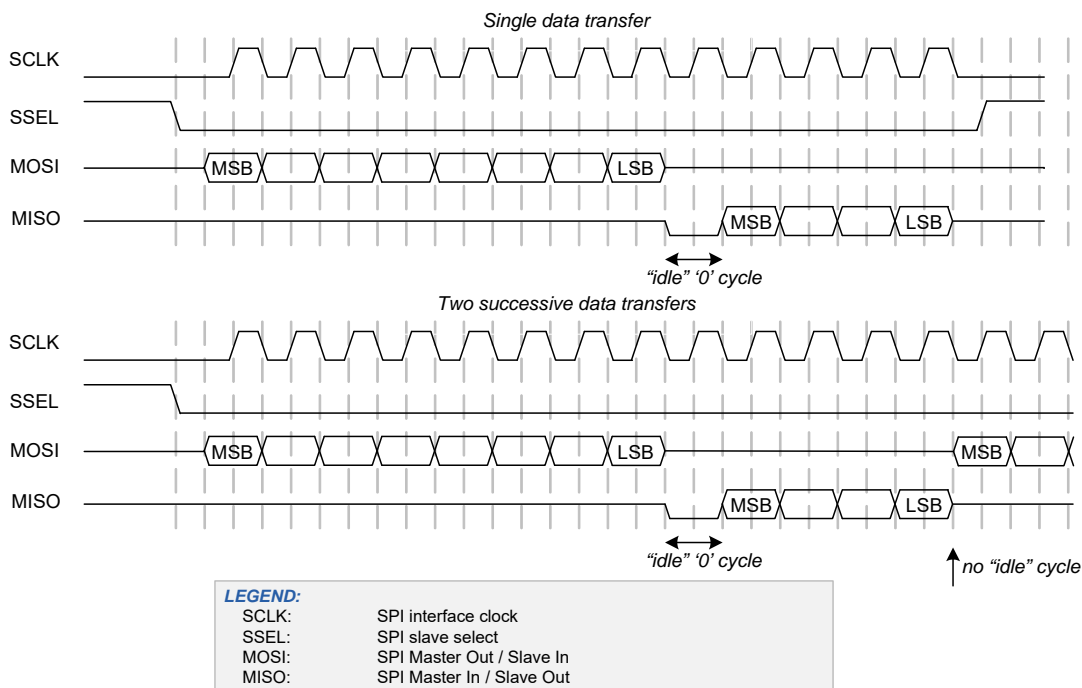 Single data transfer
SCLK
SSEL
MOSI
MSB LSB
MISO
MSB LSB
“idle” ‘0’ cycle
Two successive data transfers
SCLK
SSEL
MOSI
MSB LSB MSB
MISO
MSB LSB
“idle” ‘0’ cycle
no “idle” cycle
LEGEND:
SCLK: SPI interface clock
SSEL: SPI slave select
MOSI: SPI Master Out / Slave In
MISO: SPI Master In / Slave Out